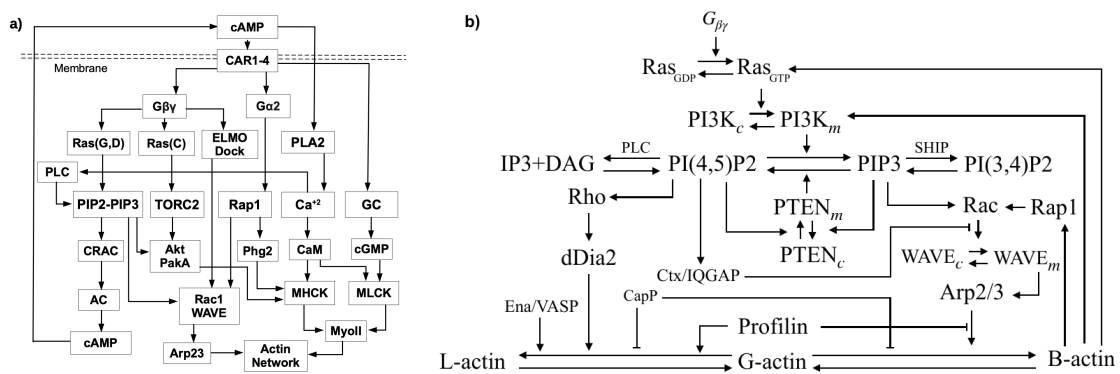 a)
cAMP
CAR1-4
Membrane
Gβγ
Gα2
Ras(G,D)
Ras(C)
ELMO
Dock
PLA2
PLC
PIP2-PIP3
TORC2
Rap1
Ca+2
GC
CRAC
Akt
PakA
Phg2
CaM
cGMP
AC
Rac1
WAVE
MHCK
MLCK
cAMP
MyoII
Arp23
Actin
Network
b)
Gβγ
RasGDP
RasGTP
PI3Kc
PI3Km
IP3+DAG
PLC
PI(4,5)P2
PIP3
SHIP
PI(3,4)P2
Rho
PTENm
Rac
Rap1
dDia2
PTENc
WAVEc
WAVEm
Ctx/IQGAP
Ena/VASP
CapP
Arp2/3
Profilin
L-actin
G-actin
B-actin